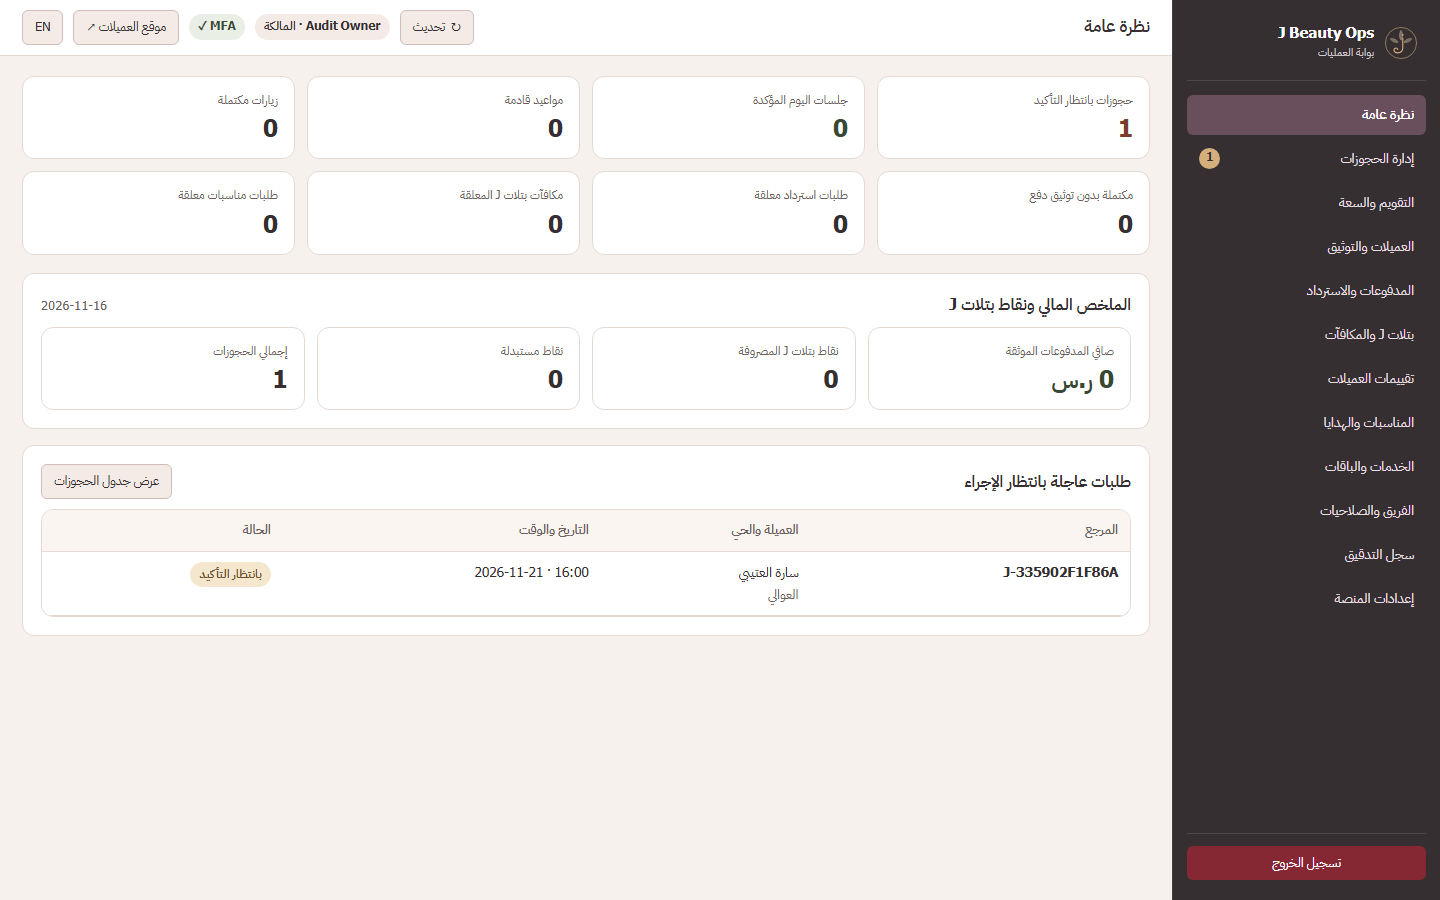 J Beauty Ops
بوابة العمليات
نظرة عامة
إدارة الحجوزات 1
التقويم والسعة
العميلات والتوثيق
المدفوعات والاسترداد
بتلات J والمكافآت
تقييمات العميلات
المناسبات والهدايا
الخدمات والباقات
الفريق والصلاحيات
سجل التدقيق
إعدادات المنصة
تسجيل الخروج
نظرة عامة
↻ تحديث
Audit Owner · المالكة
MFA ✓
موقع العميلات ↗
EN
حجوزات بانتظار التأكيد
1
جلسات اليوم المؤكدة
0
مواعيد قادمة
0
زيارات مكتملة
0
مكتملة بدون توثيق دفع
0
طلبات استرداد معلقة
0
مكافآت بتلات J المعلقة
0
طلبات مناسبات معلقة
0
الملخص المالي ونقاط بتلات J
2026-11-16
صافي المدفوعات الموثقة
0 ر.س
نقاط بتلات J المصروفة
0
نقاط مستبدلة
0
إجمالي الحجوزات
1
طلبات عاجلة بانتظار الإجراء
عرض جدول الحجوزات
المرجع العميلة والحي التاريخ والوقت الحالة
J-335902F1F86A سارة العتيبي 2026-11-21 · 16:00 بانتظار التأكيد
العوالي